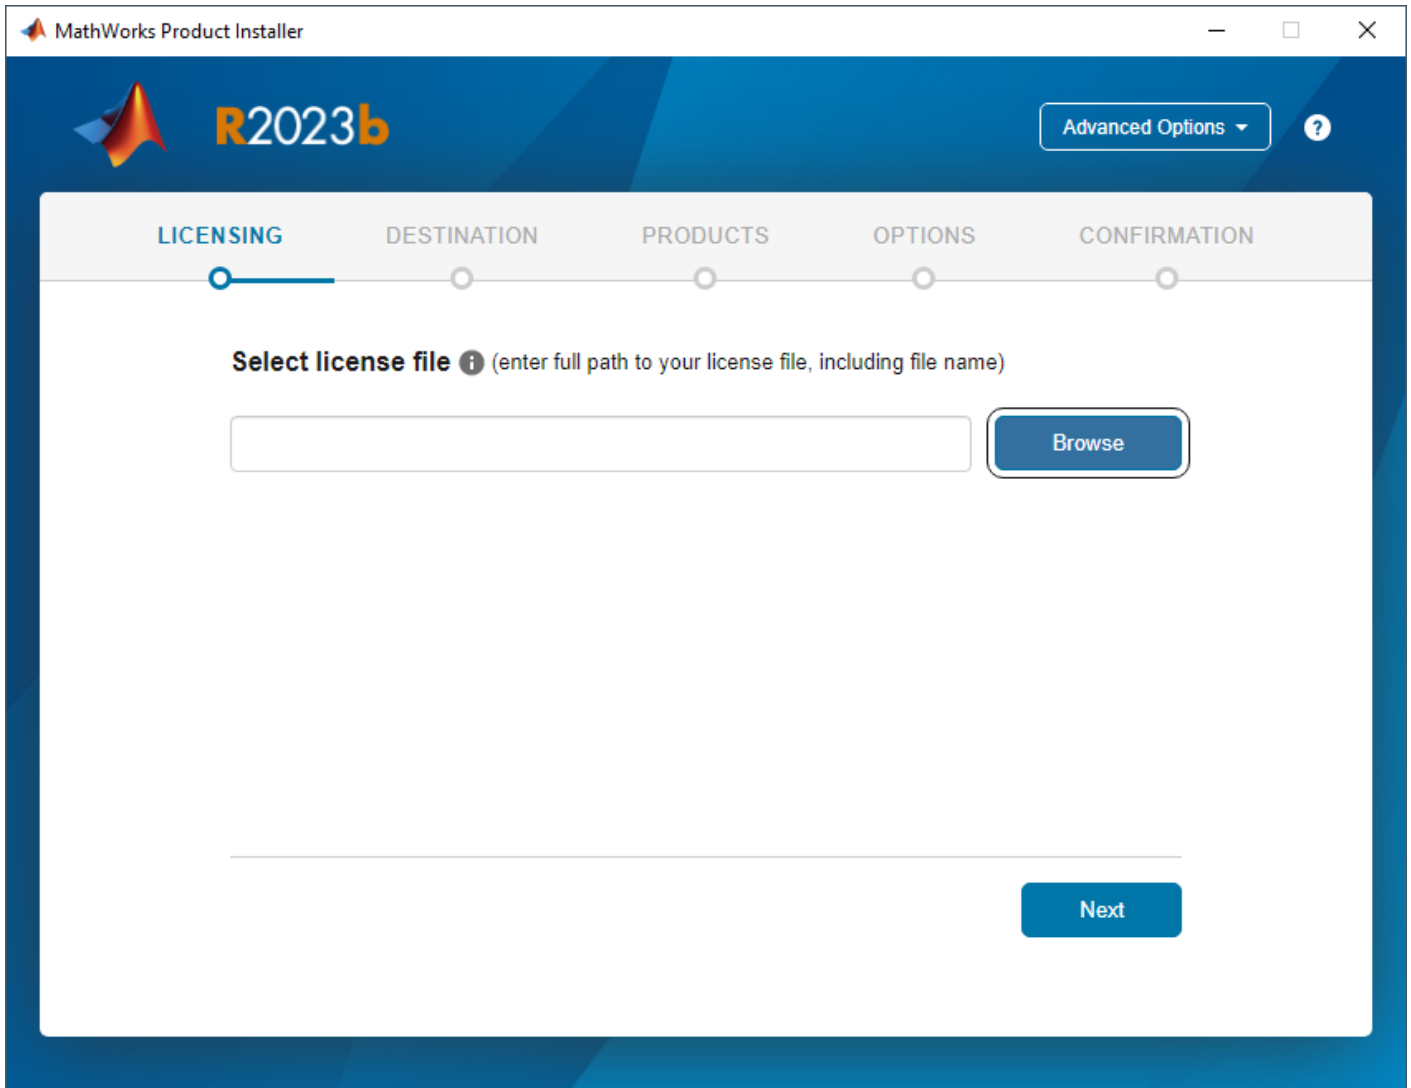 MathWorks Product Installer
R2023b
Advanced Options
?
LICENSING DESTINATION PRODUCTS OPTIONS CONFIRMATION
Select license file i (enter full path to your license file, including file name)
Browse
Next